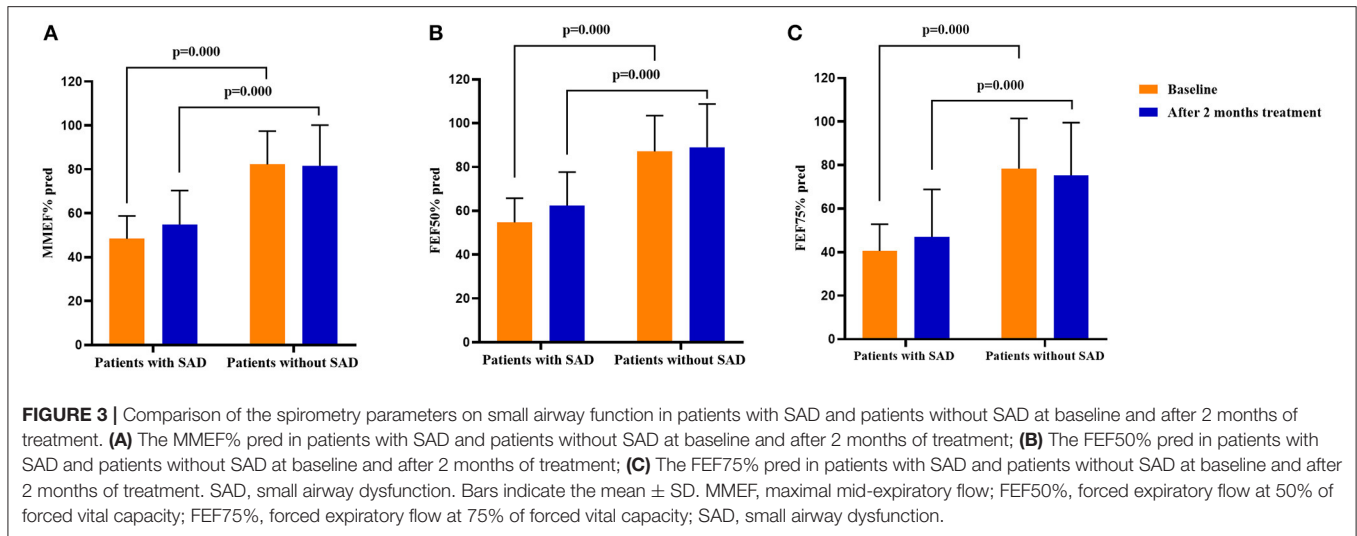 A
p=0.000
p=0.000
120
100
80
60
40
20
0
MMEF% pred
Patients with SAD
Patients without SAD
B
p=0.000
p=0.000
120
100
80
60
40
20
0
FEF50% pred
Patients with SAD
Patients without SAD
C
p=0.000
p=0.000
120
100
80
60
40
20
0
FEF75% pred
Patients with SAD
Patients without SAD
Baseline
After 2 months treatment
FIGURE 3 | Comparison of the spirometry parameters on small airway function in patients with SAD and patients without SAD at baseline and after 2 months of
treatment. (A) The MMEF% pred in patients with SAD and patients without SAD at baseline and after 2 months of treatment; (B) The FEF50% pred in patients with
SAD and patients without SAD at baseline and after 2 months of treatment; (C) The FEF75% pred in patients with SAD and patients without SAD at baseline and after
2 months of treatment. SAD, small airway dysfunction. Bars indicate the mean ± SD. MMEF, maximal mid-expiratory flow; FEF50%, forced expiratory flow at 50% of
forced vital capacity; FEF75%, forced expiratory flow at 75% of forced vital capacity; SAD, small airway dysfunction.